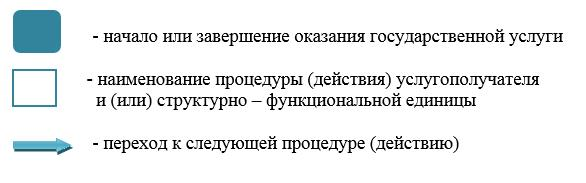 - начало или завершение оказания государственной услуги
- наименование процедуры (действия) услугополучателя
и (или) структурно – функциональной единицы
- переход к следующей процедуре (действию)